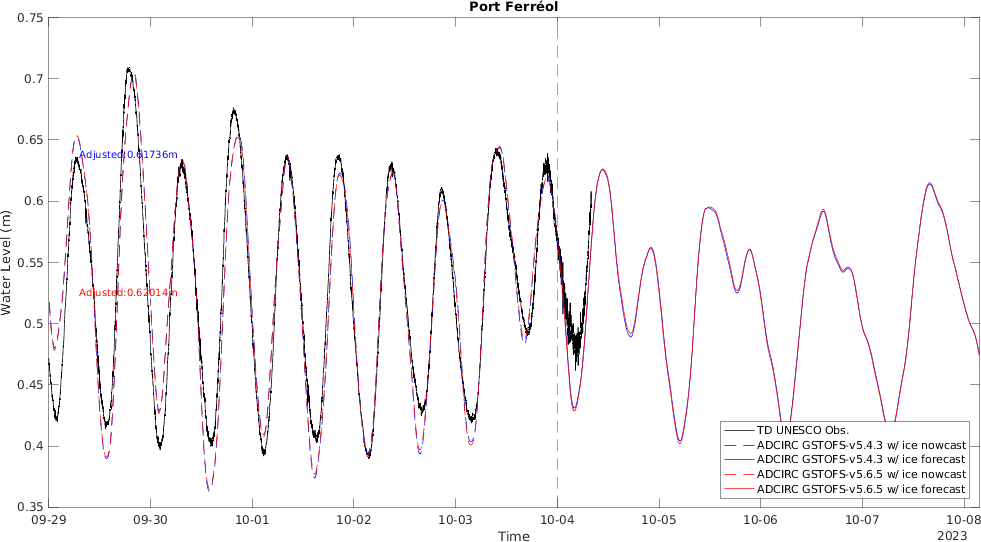 Port Ferréol
0.75
0.7
0.65
0.6
0.55
0.5
0.45
0.4
0.35
Water Level (m)
Adjusted:0.61736m
Adjusted:0.62014m
TD UNESCO Obs.
ADCIRC GSTOFS-v5.4.3 w/ ice nowcast
ADCIRC GSTOFS-v5.4.3 w/ ice forecast
ADCIRC GSTOFS-v5.6.5 w/ ice nowcast
ADCIRC GSTOFS-v5.6.5 w/ ice forecast
09-29 09-30 10-01 10-02 10-03 10-04 10-05 10-06 10-07 10-08
2023
Time